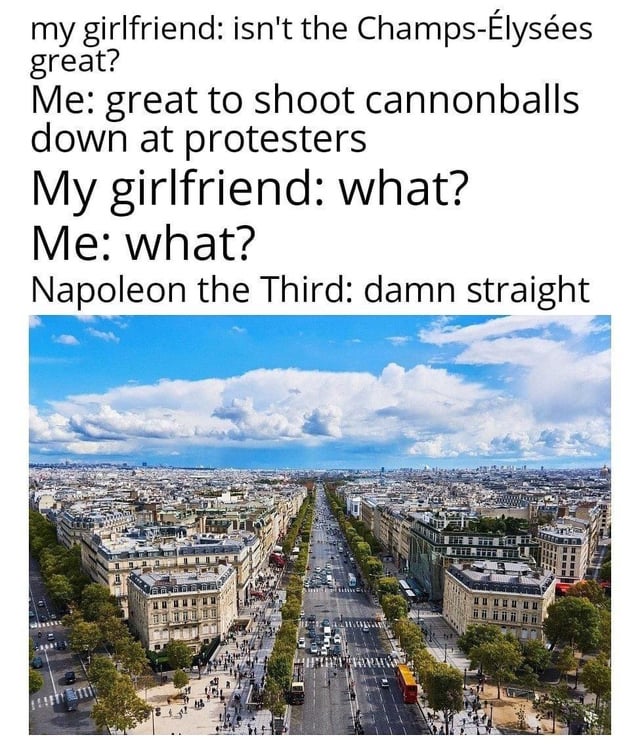 my girlfriend: isn't the Champs-Élysées
great?
Me: great to shoot cannonballs
down at protesters
My girlfriend: what?
Me: what?
Napoleon the Third: damn straight